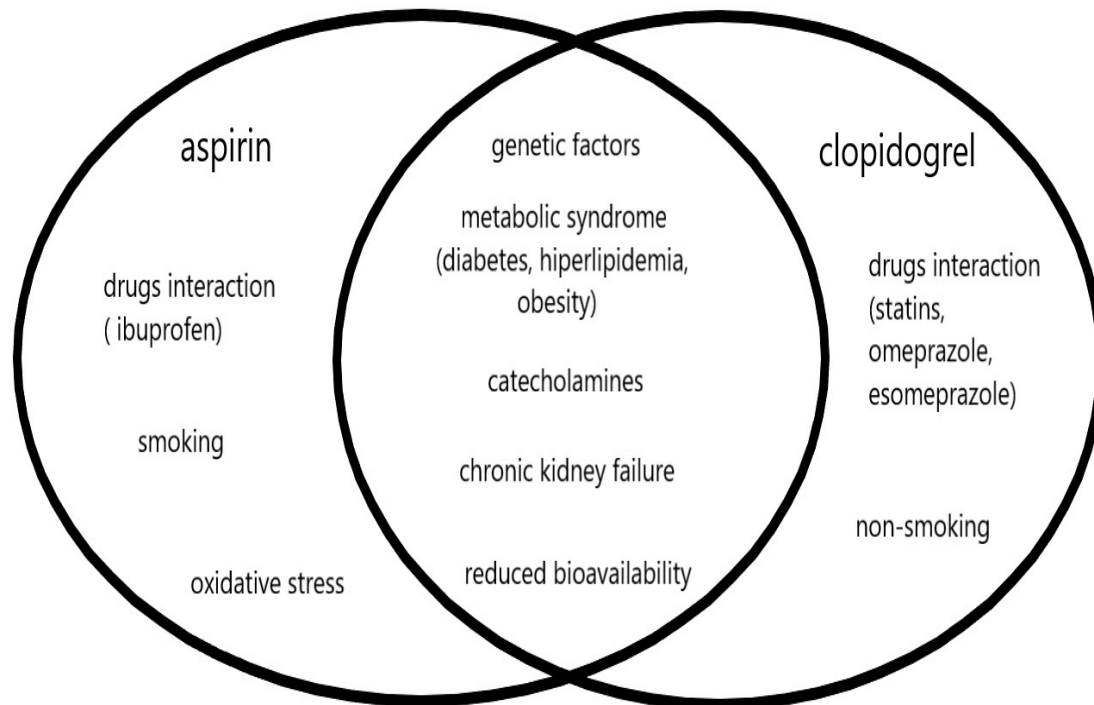 aspirin
drugs interaction
( ibuprofen)
smoking
oxidative stress
genetic factors
metabolic syndrome
(diabetes, hiperlipidemia,
obesity)
catecholamines
chronic kidney failure
reduced bioavailability
clopidogrel
drugs interaction
(statins,
omeprazole,
esomeprazole)
non-smoking